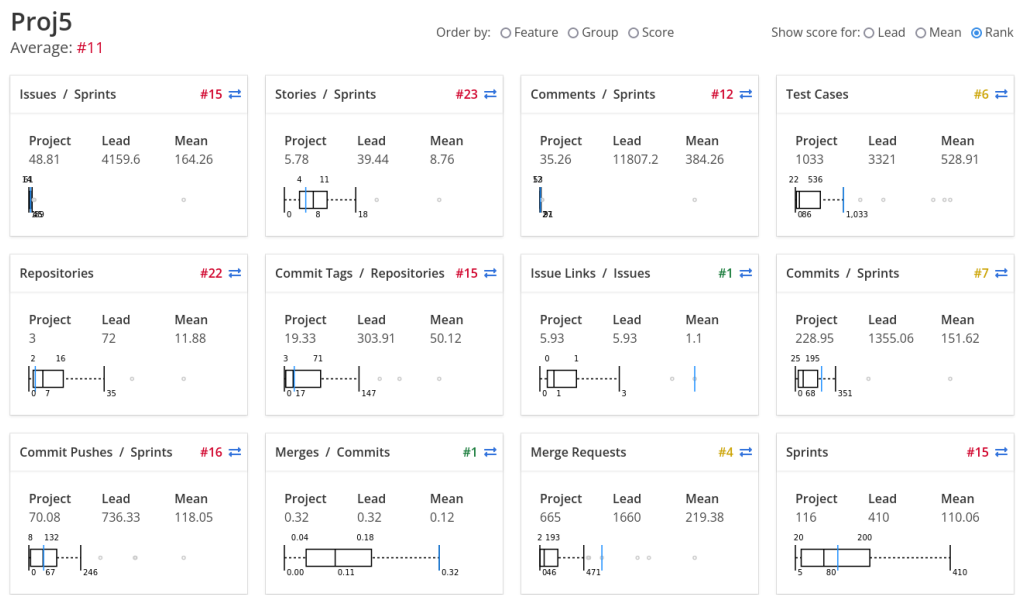 Proj5
Average: #11
Order by: Feature Group Score
Show score for: Lead Mean Rank
Issues / Sprints #15
Project Lead Mean
48.81 4159.6 164.26
Stories / Sprints #23
Project Lead Mean
5.78 39.44 8.76
4 11
0 8 18
Comments / Sprints #12
Project Lead Mean
35.26 11807.2 384.26
Test Cases #6
Project Lead Mean
1033 3321 528.91
22 536
0 86 1,033
Repositories #22
Project Lead Mean
3 72 11.88
2 16
0 7 35
Commit Tags / Repositories #15
Project Lead Mean
19.33 303.91 50.12
3 71
0 17 147
Issue Links / Issues #1
Project Lead Mean
5.93 5.93 1.1
0 1
0 1 3
Commits / Sprints #7
Project Lead Mean
228.95 1355.06 151.62
25 195
0 68 351
Commit Pushes / Sprints #16
Project Lead Mean
70.08 736.33 118.05
8 132
0 67 246
Merges / Commits #1
Project Lead Mean
0.32 0.32 0.12
0.04 0.18
0.00 0.11 0.32
Merge Requests #4
Project Lead Mean
665 1660 219.38
2 193
0 46 471
Sprints #15
Project Lead Mean
116 410 110.06
20 200
5 80 410